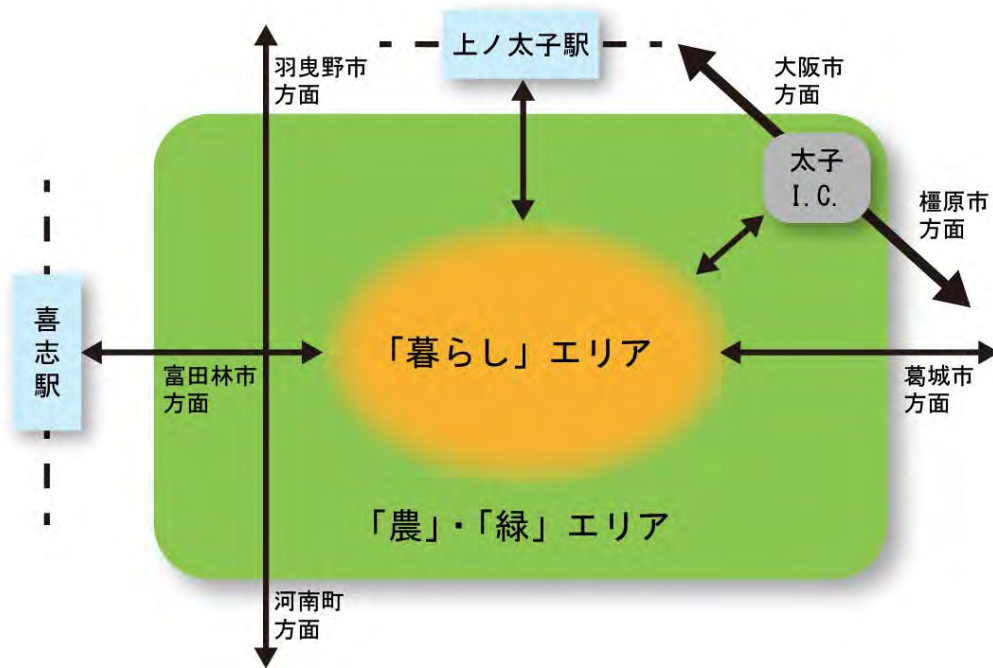 上ノ太子駅
羽曳野市
方面
大阪市
方面
太子
I.C.
橿原市
方面
喜志駅
「暮らし」エリア
富田林市
方面
葛城市
方面
「農」・「緑」エリア
河南町
方面